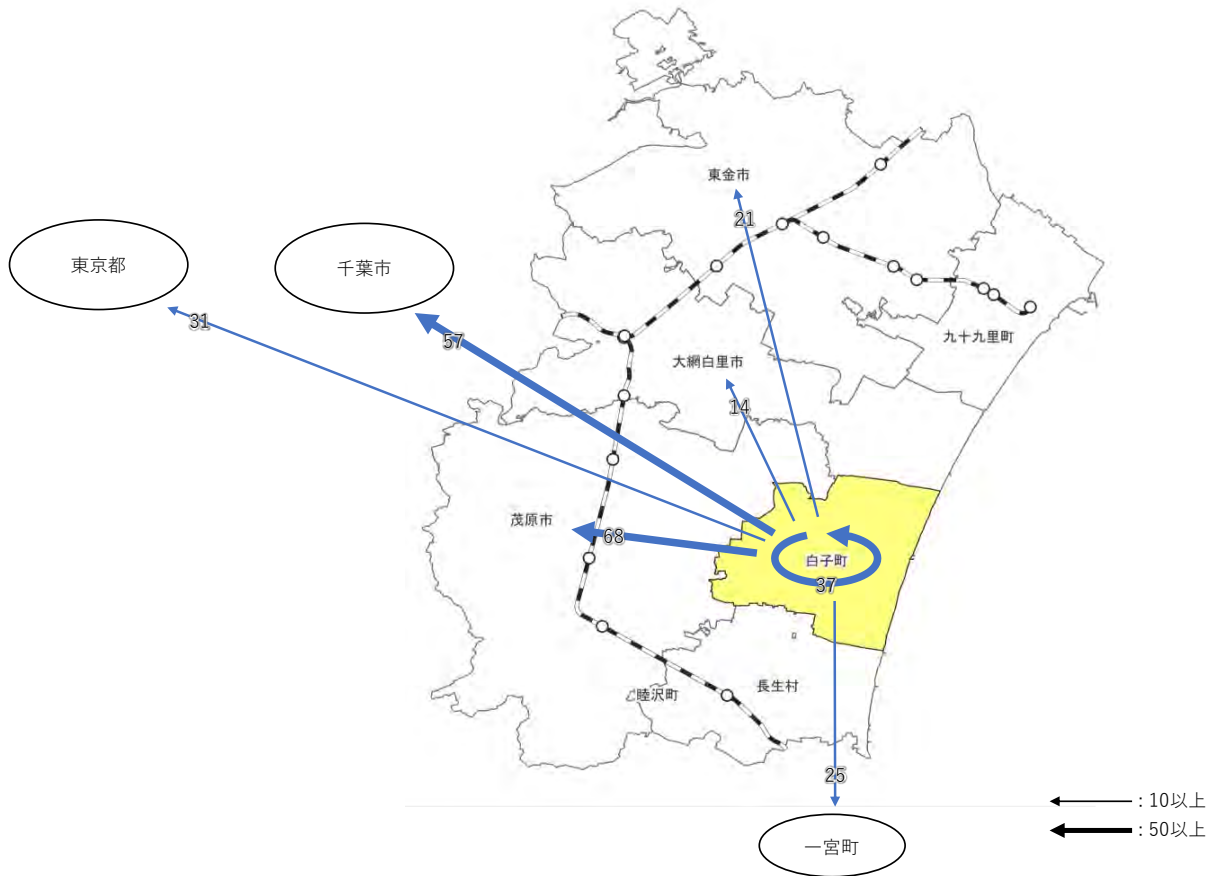 東金市
21
東京都
千葉市
31
57
九十九里町
大網白里市
14
茂原市
68
白子町
37
睦沢町
長生村
25
: 10以上
: 50以上
一宮町